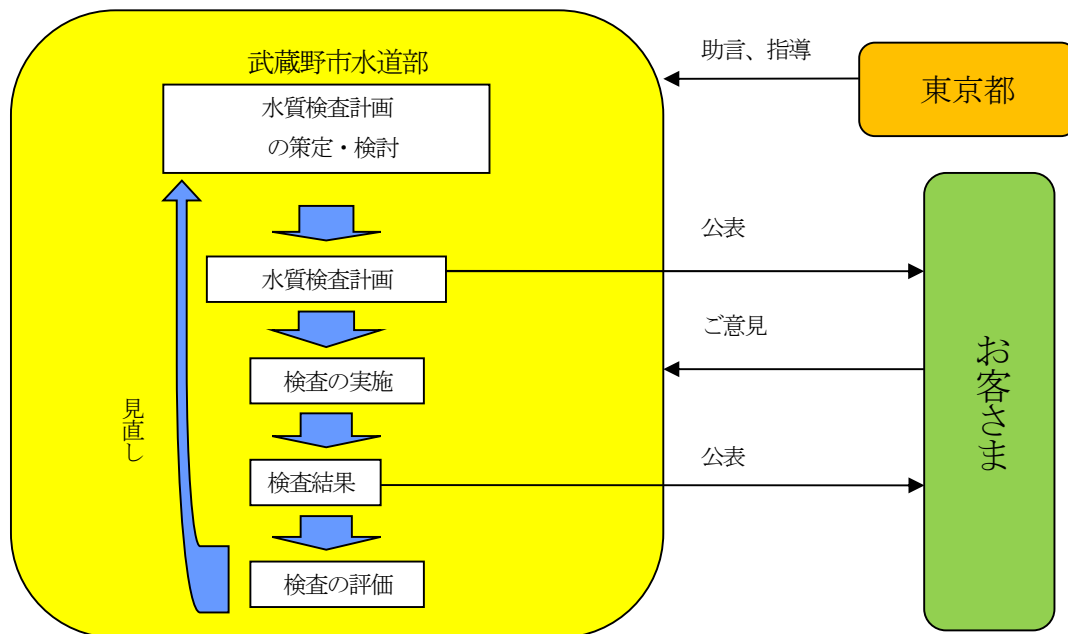 武蔵野市水道部
水質検査計画
の策定・検討
水質検査計画
検査の実施
検査結果
検査の評価
見直し
助言、指導
東京都
公表
ご意見
公表
お客さま